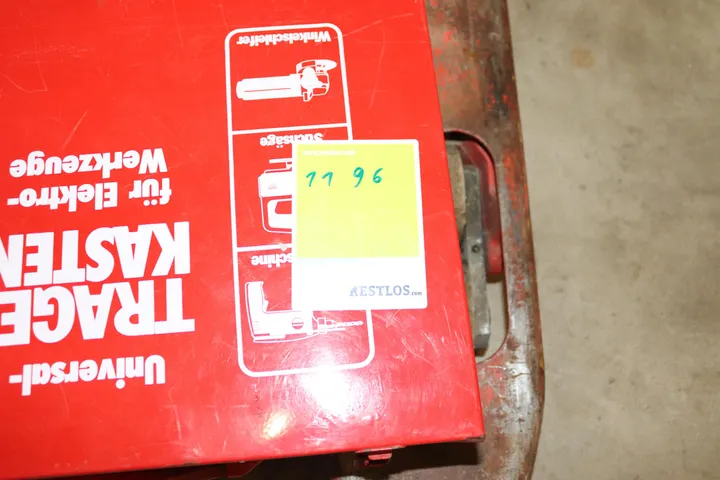 Universal-
TRAGE
KASTEN
für Elektro-
Werkzeuge
Stichsäge
Winkelschleifer
11 96
RESTLOS.com